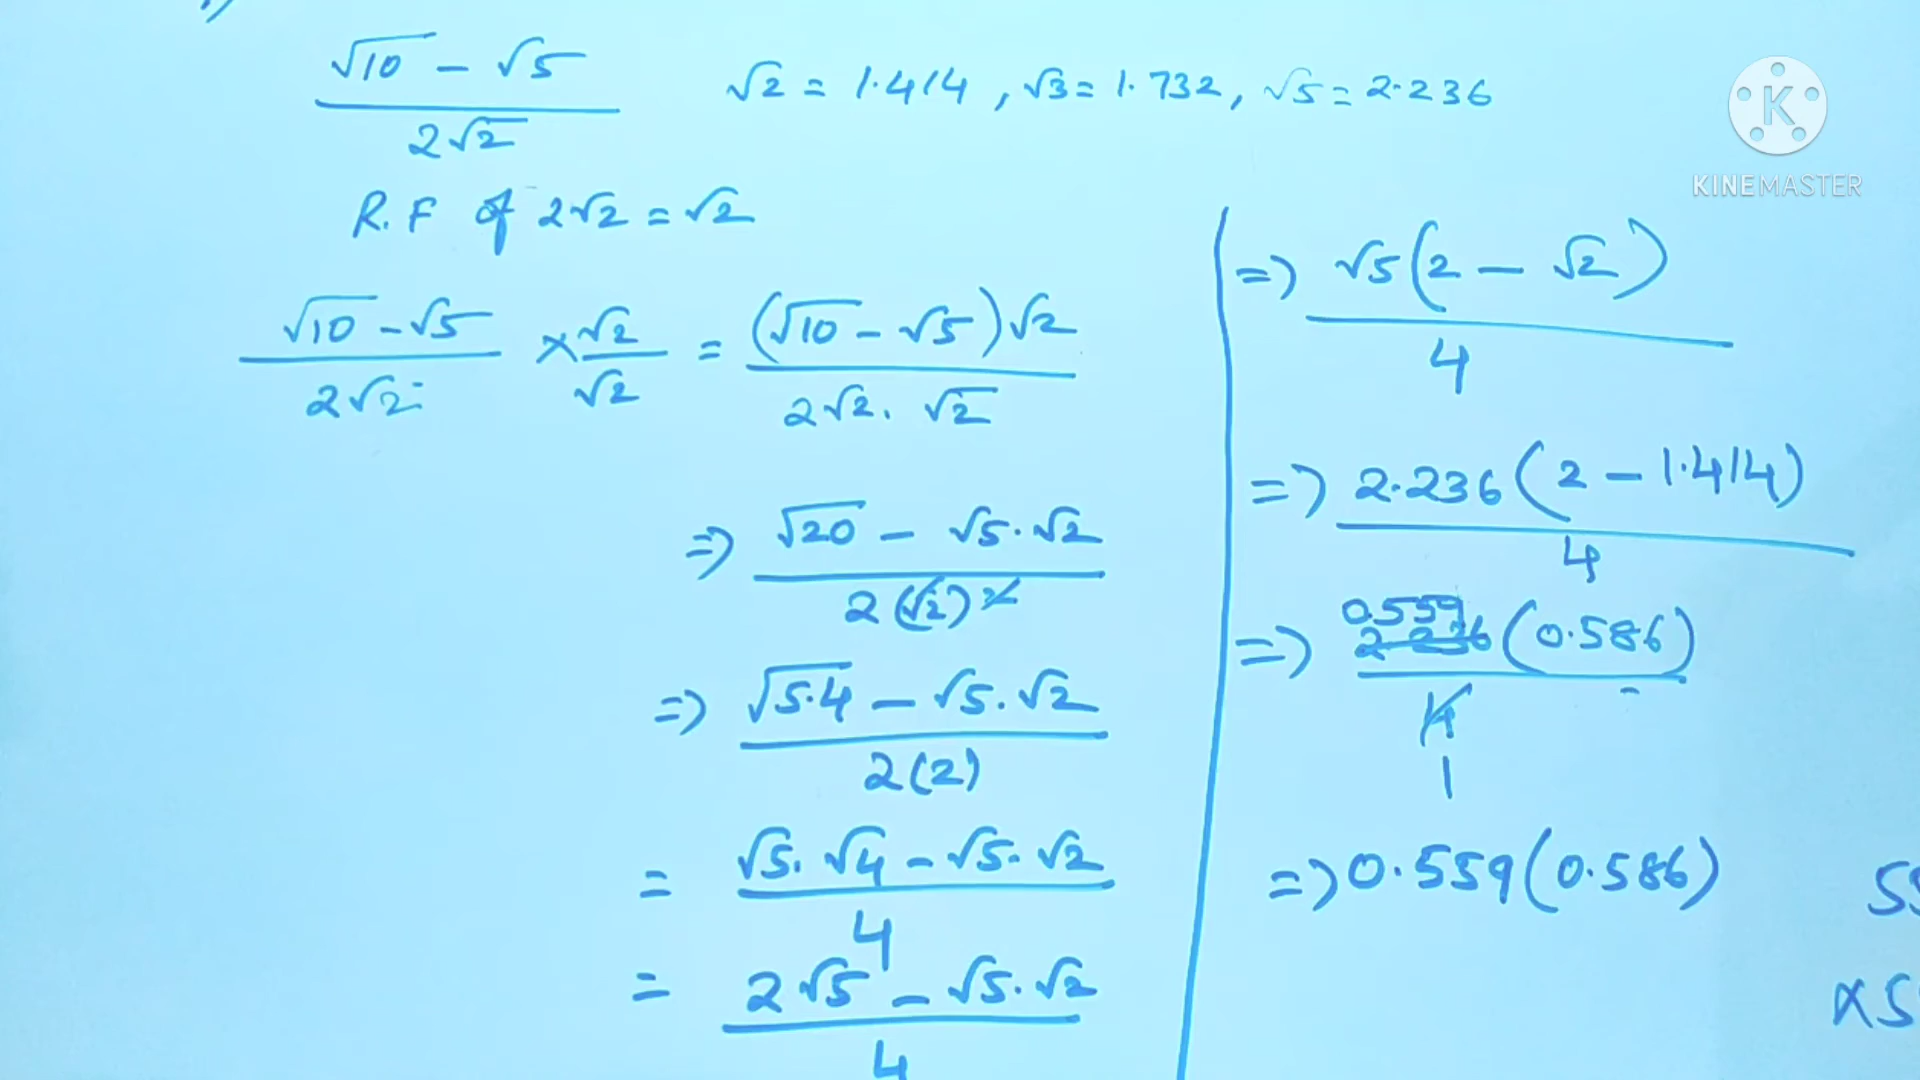 √10 - √5 / 2√2
√2 = 1.414, √3 = 1.732, √5 = 2.236
R.F of 2√2 = √2
√10 - √5 / 2√2 × √2 / √2 = (√10 - √5)√2 / 2√2. √2
=> √20 - √5.√2 / 2(√2)²
=> √5.4 - √5.√2 / 2(2)
= √5.√4 - √5.√2 / 4
= 2√5 - √5.√2 / 4
=> √5(2 - √2) / 4
=> 2.236(2 - 1.414) / 4
0.559
=> 2.236(0.586) / 4
1
=> 0.559(0.586)
K
KINEMASTER